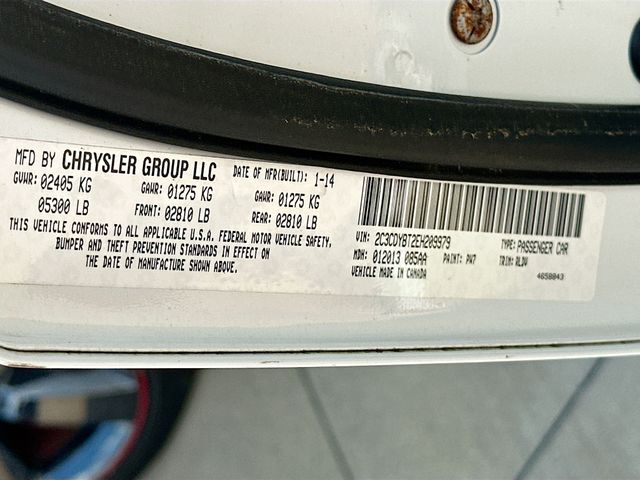 MFD BY CHRYSLER GROUP LLC DATE OF MFR(BUILT): 1-14
GVWR: 02405 KG GAWR: 01275 KG GAWR: 01275 KG
05300 LB FRONT: 02810 LB REAR: 02810 LB
THIS VEHICLE CONFORMS TO ALL APPLICABLE U.S.A. FEDERAL MOTOR VEHICLE SAFETY,
BUMPER AND THEFT PREVENTION STANDARDS IN EFFECT ON
THE DATE OF MANUFACTURE SHOWN ABOVE.
VIN: 2C3CDYBT2EH209979 TYPE: PASSENGER CAR
MDH: 012013 085AA PAINT: PW7 TRIM: RLDV
VEHICLE MADE IN CANADA 4658843